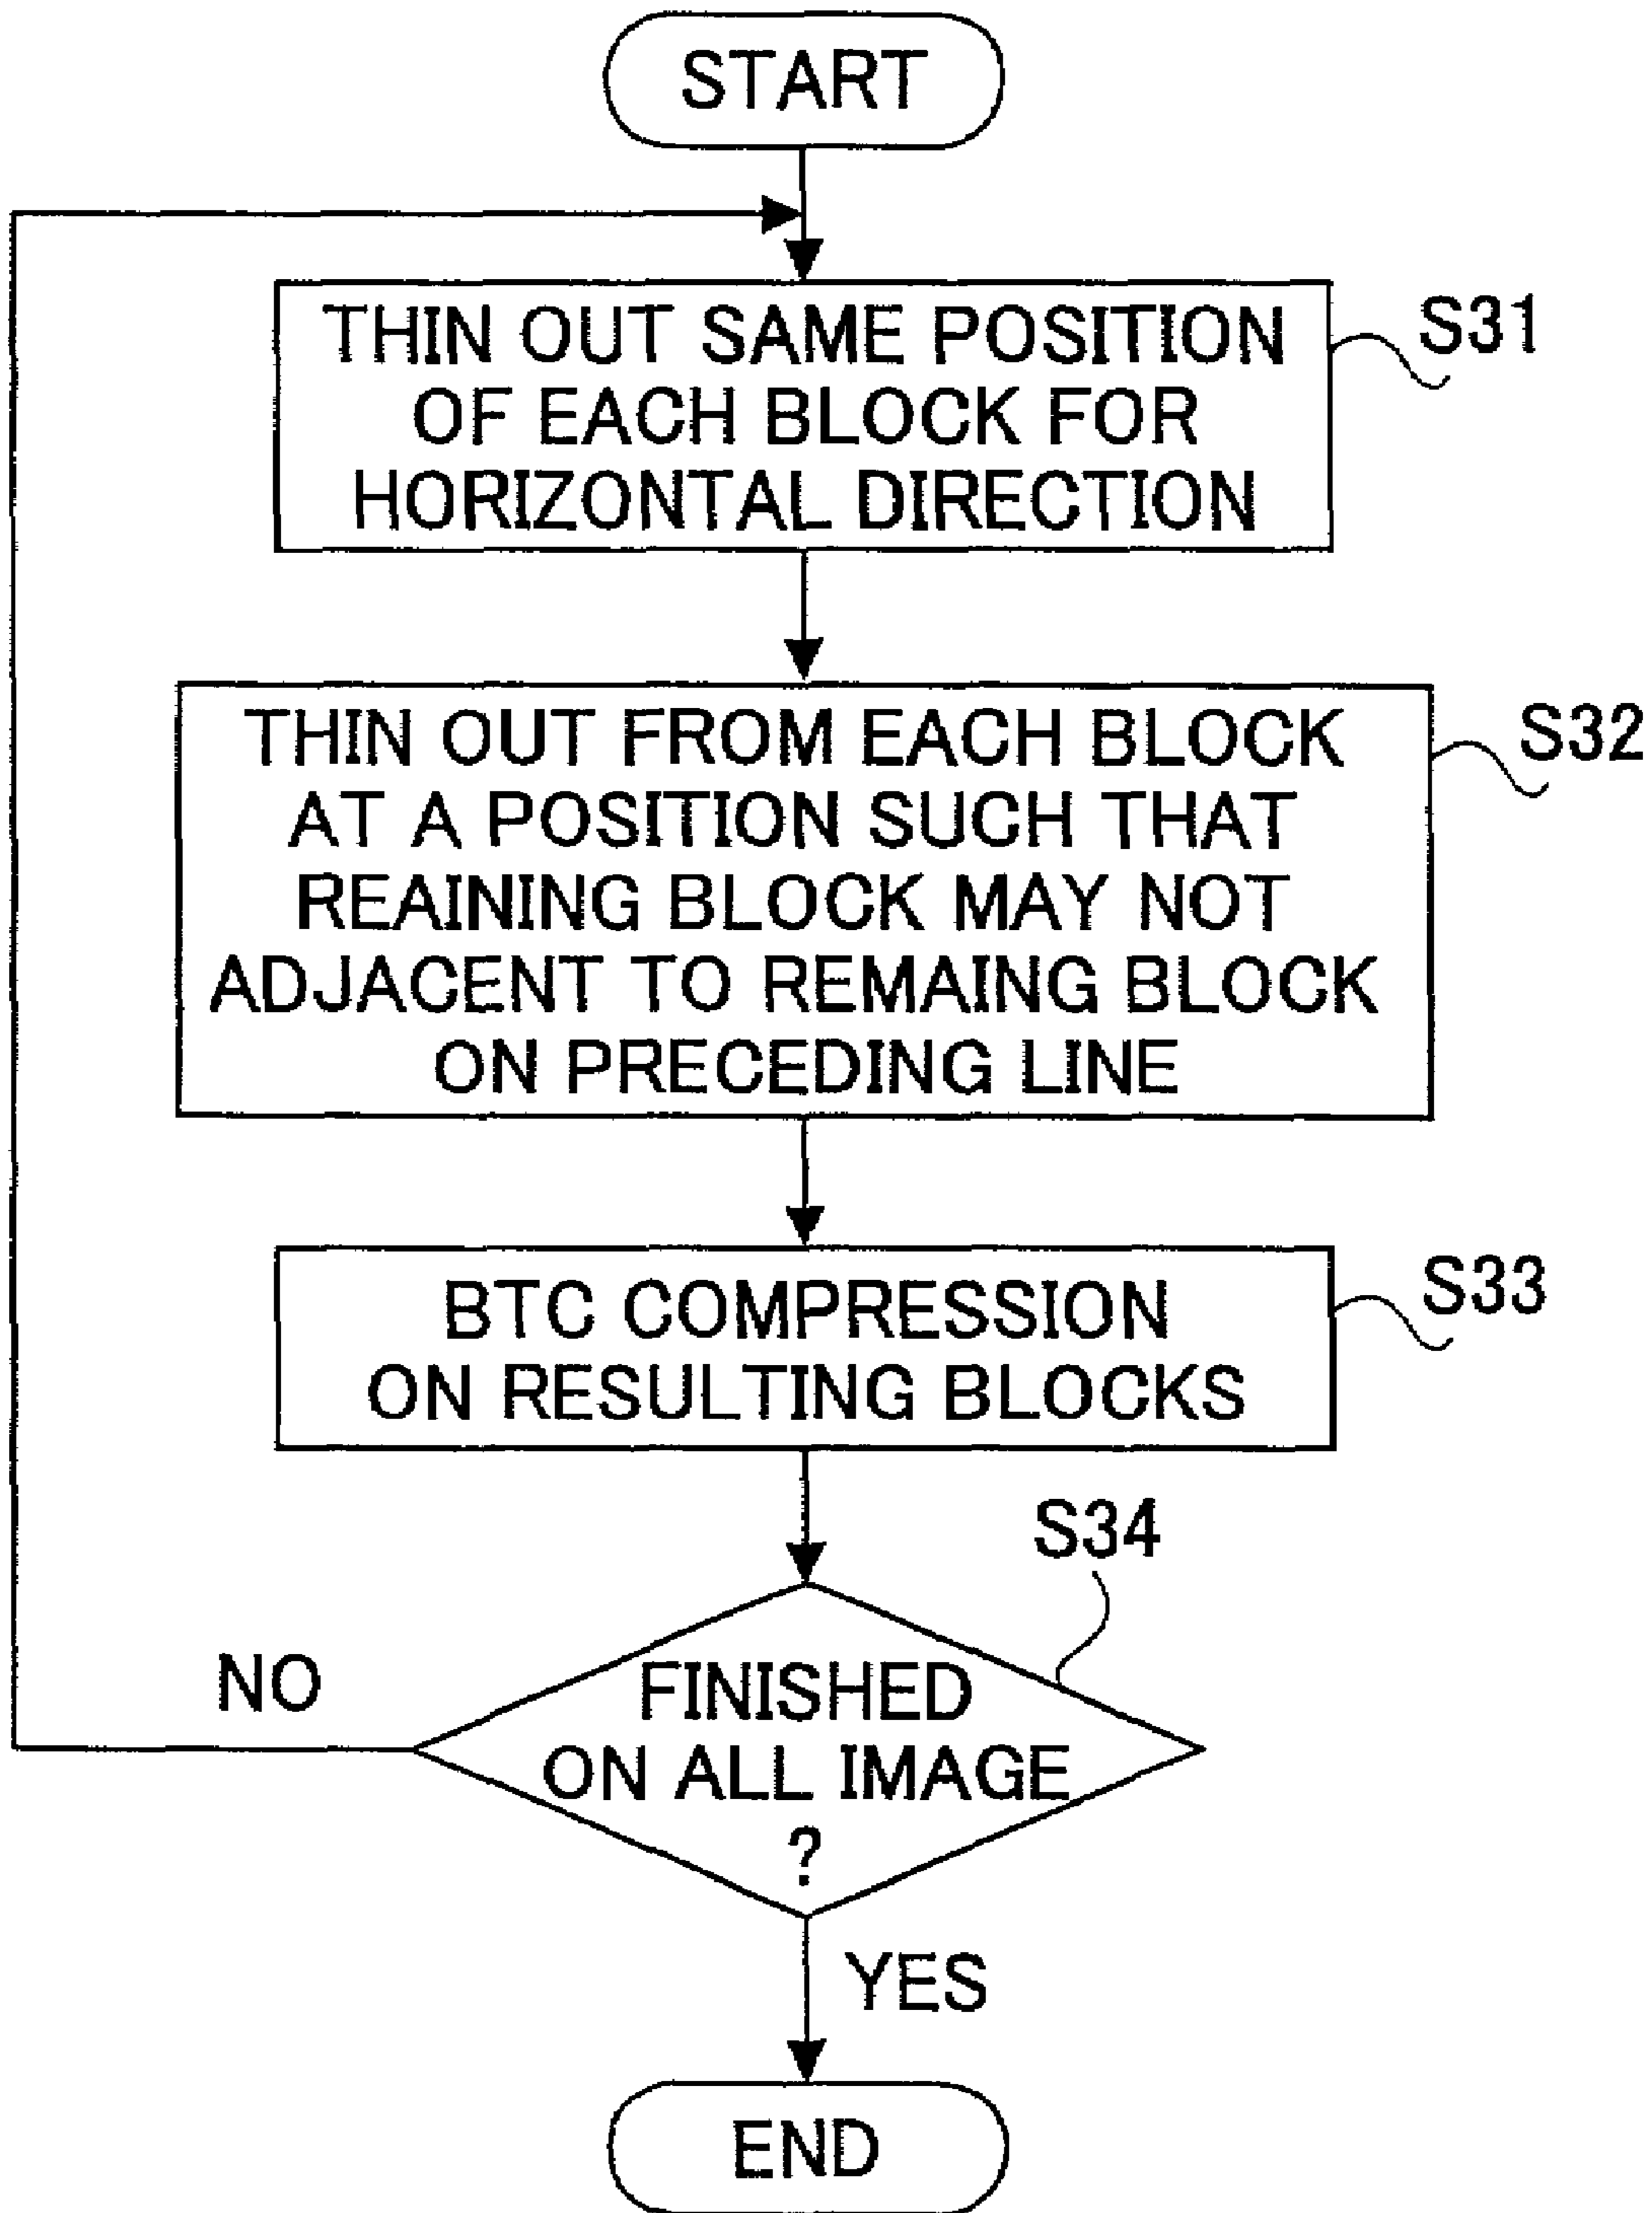 START
THIN OUT SAME POSITION
OF EACH BLOCK FOR
HORIZONTAL DIRECTION
S31
THIN OUT FROM EACH BLOCK
AT A POSITION SUCH THAT
REAINING BLOCK MAY NOT
ADJACENT TO REMAING BLOCK
ON PRECEDING LINE
S32
BTC COMPRESSION
ON RESULTING BLOCKS
S33
S34
FINISHED
ON ALL IMAGE
?
NO
YES
END